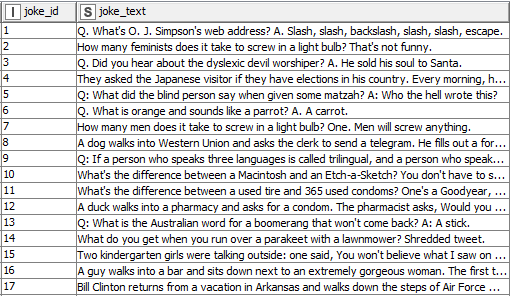 I joke_id S joke_text
1 Q. What's O. J. Simpson's web address? A. Slash, slash, backslash, slash, slash, escape.
2 How many feminists does it take to screw in a light bulb? That's not funny.
3 Q. Did you hear about the dyslexic devil worshiper? A. He sold his soul to Santa.
4 They asked the Japanese visitor if they have elections in his country. Every morning, h...
5 Q: What did the blind person say when given some matzah? A: Who the hell wrote this?
6 Q. What is orange and sounds like a parrot? A. A carrot.
7 How many men does it take to screw in a light bulb? One. Men will screw anything.
8 A dog walks into Western Union and asks the clerk to send a telegram. He fills out a for...
9 Q: If a person who speaks three languages is called trilingual, and a person who speak...
10 What's the difference between a Macintosh and an Etch-a-Sketch? You don't have to s...
11 What's the difference between a used tire and 365 used condoms? One's a Goodyear, ...
12 A duck walks into a pharmacy and asks for a condom. The pharmacist asks, Would you ...
13 Q: What is the Australian word for a boomerang that won't come back? A: A stick.
14 What do you get when you run over a parakeet with a lawnmower? Shredded tweet.
15 Two kindergarten girls were talking outside: one said, You won't believe what I saw on ...
16 A guy walks into a bar and sits down next to an extremely gorgeous woman. The first t...
17 Bill Clinton returns from a vacation in Arkansas and walks down the steps of Air Force ...